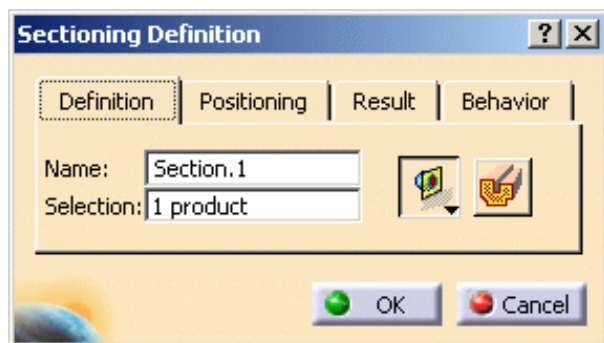 Sectioning Definition
Definition Positioning Result Behavior
Name: Section.1
Selection: 1 product
OK Cancel